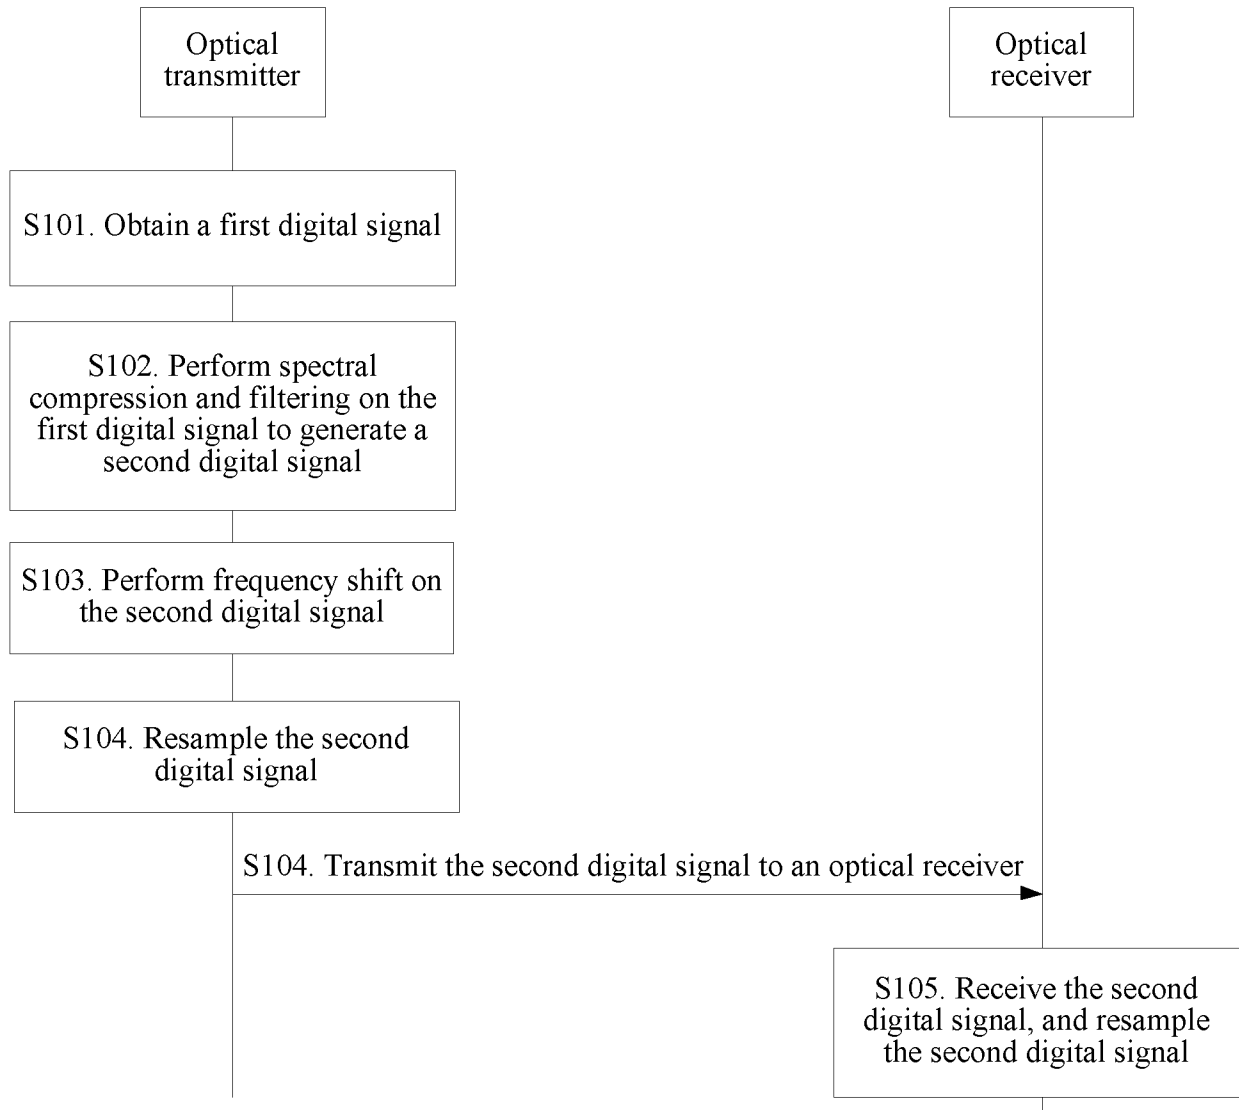 Optical
transmitter
Optical
receiver
S101. Obtain a first digital signal
S102. Perform spectral
compression and filtering on the
first digital signal to generate a
second digital signal
S103. Perform frequency shift on
the second digital signal
S104. Resample the second
digital signal
S104. Transmit the second digital signal to an optical receiver
S105. Receive the second
digital signal, and resample
the second digital signal